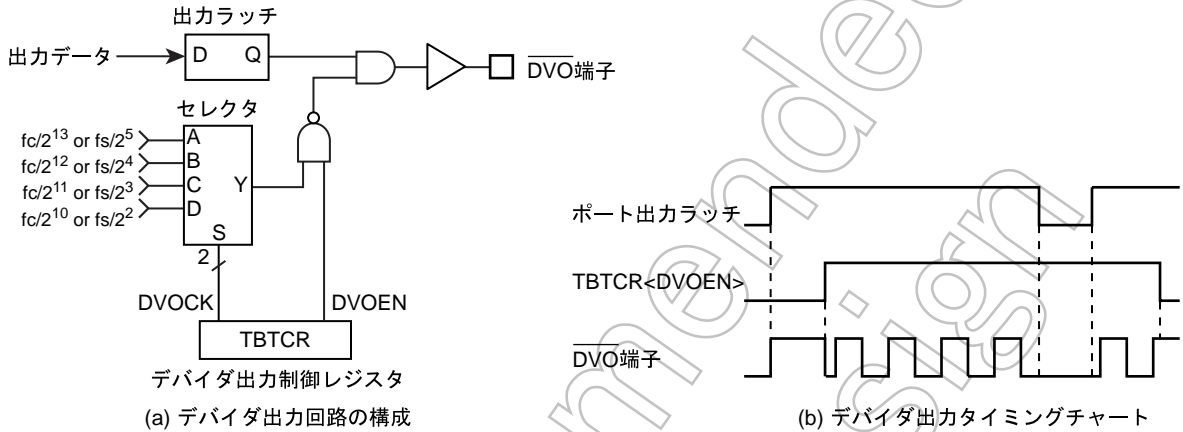 出力ラッチ
出力データ
D Q
DVO端子
セレクタ
fc/2^13 or fs/2^5
A
fc/2^12 or fs/2^4
B
fc/2^11 or fs/2^3
C
Y
fc/2^10 or fs/2^2
D
S
2
DVOCK
DVOEN
TBTCR
デバイダ出力制御レジスタ
(a) デバイダ出力回路の構成
ポート出力ラッチ
TBTCR<DVOEN>
DVO端子
(b) デバイダ出力タイミングチャート